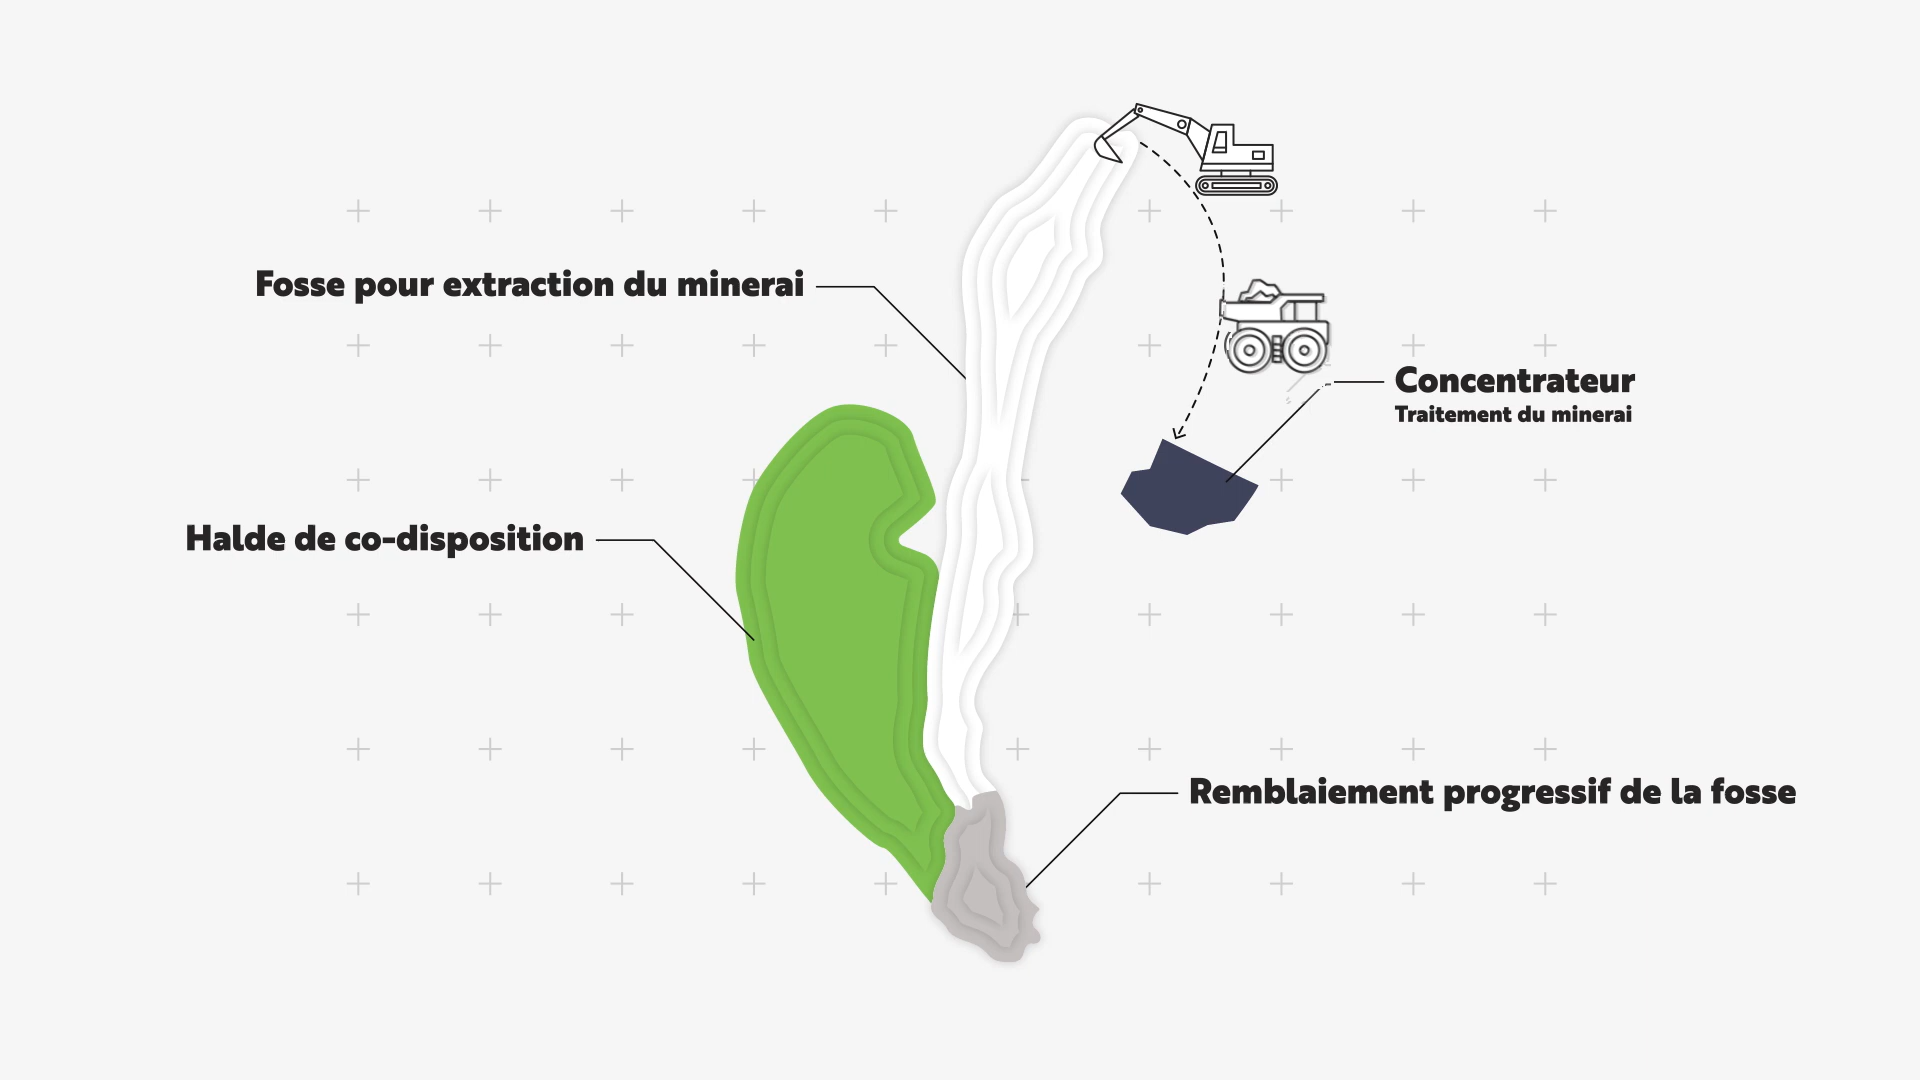 Fosse pour extraction du minerai
Concentrateur
Traitement du minerai
Halde de co-disposition
Remblaiement progressif de la fosse